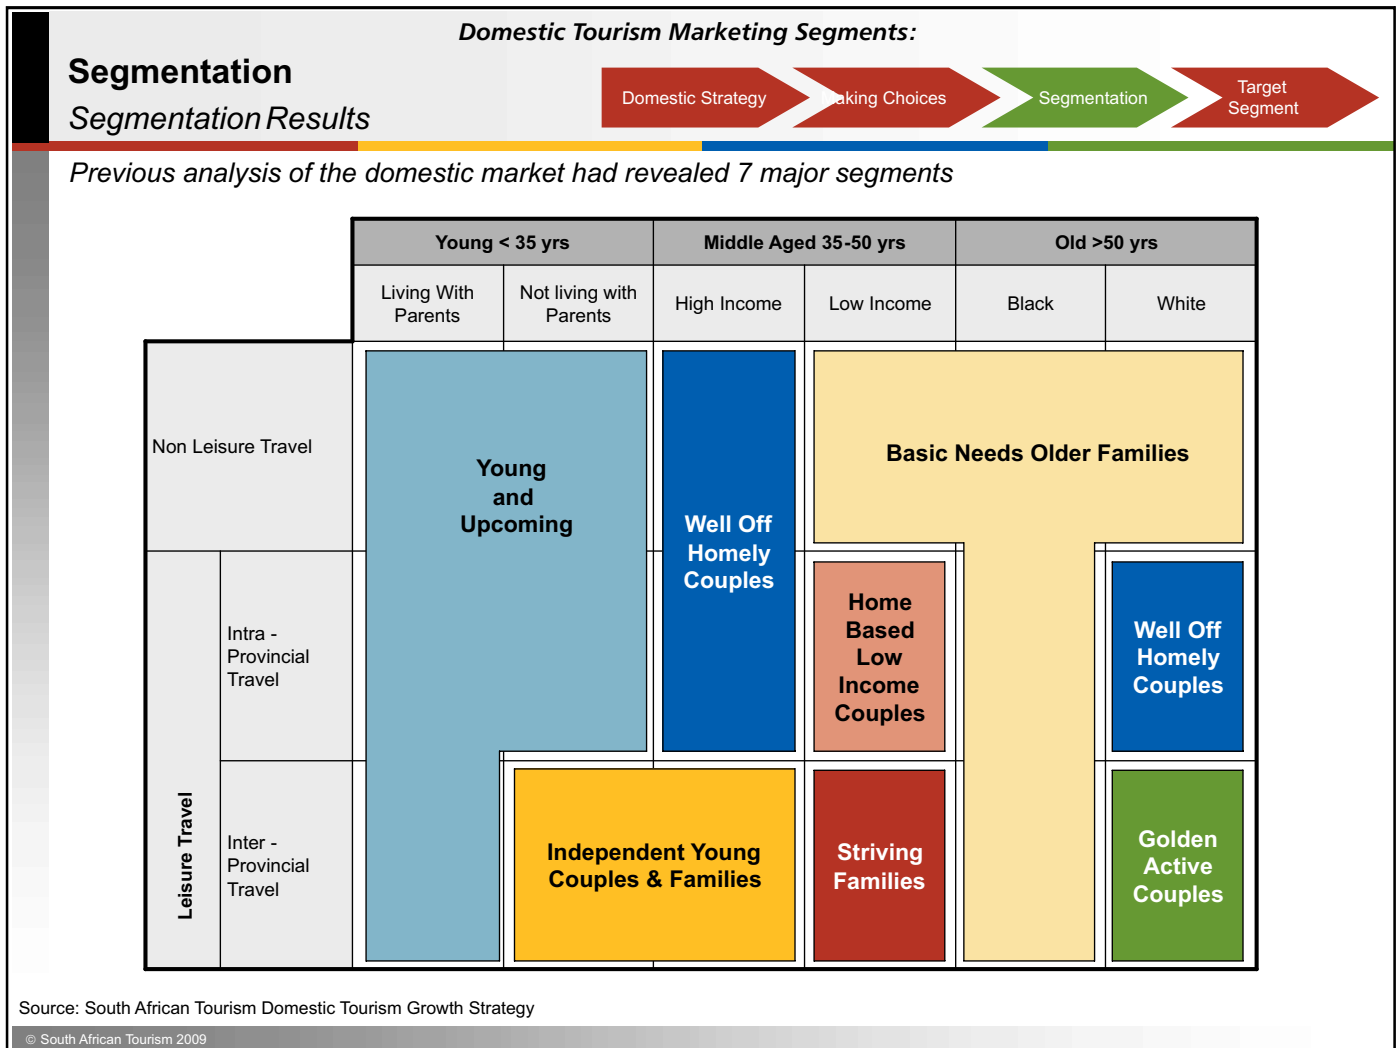 Domestic Tourism Marketing Segments:
Segmentation
Segmentation Results
Domestic Strategy
aking Choices
Segmentation
Target
Segment
Previous analysis of the domestic market had revealed 7 major segments
Young < 35 yrs
Middle Aged 35-50 yrs
Old >50 yrs
Living With
Parents
Not living with
Parents
High Income
Low Income
Black
White
Non Leisure Travel
Young
and
Upcoming
Well Off
Homely
Couples
Basic Needs Older Families
Leisure Travel
Intra -
Provincial
Travel
Home
Based
Low
Income
Couples
Well Off
Homely
Couples
Inter -
Provincial
Travel
Independent Young
Couples & Families
Striving
Families
Golden
Active
Couples
Source: South African Tourism Domestic Tourism Growth Strategy
© South African Tourism 2009